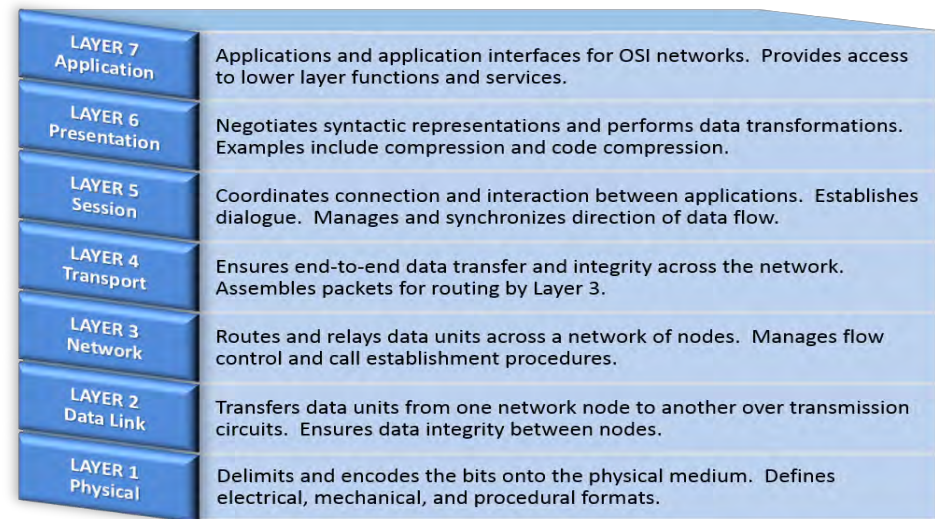 LAYER 7
Application
Applications and application interfaces for OSI networks. Provides access
to lower layer functions and services.
LAYER 6
Presentation
Negotiates syntactic representations and performs data transformations.
Examples include compression and code compression.
LAYER 5
Session
Coordinates connection and interaction between applications. Establishes
dialogue. Manages and synchronizes direction of data flow.
LAYER 4
Transport
Ensures end-to-end data transfer and integrity across the network.
Assembles packets for routing by Layer 3.
LAYER 3
Network
Routes and relays data units across a network of nodes. Manages flow
control and call establishment procedures.
LAYER 2
Data Link
Transfers data units from one network node to another over transmission
circuits. Ensures data integrity between nodes.
LAYER 1
Physical
Delimits and encodes the bits onto the physical medium. Defines
electrical, mechanical, and procedural formats.